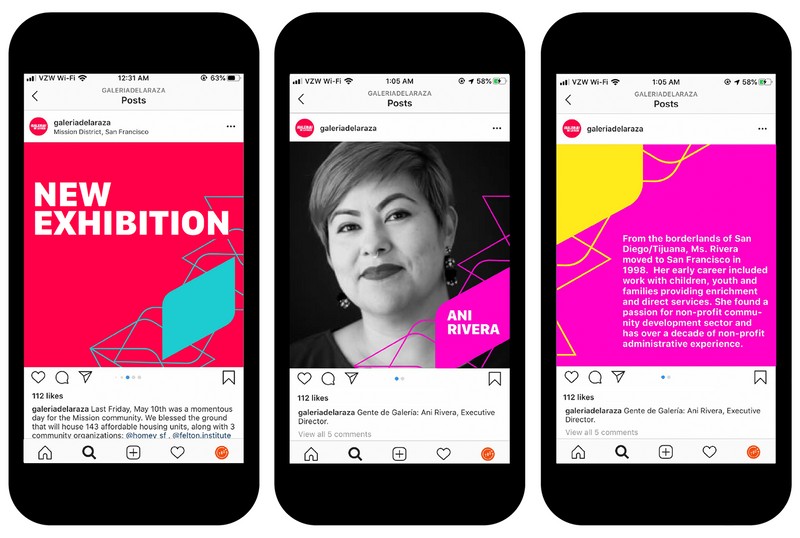 VZW Wi-Fi
12:31 AM
63%
GALERIADELARAZA
Posts
galeriadelaraza
Mission District, San Francisco
NEW
EXHIBITION
112 likes
galeriadelaraza Last Friday, May 10th was a momentous
day for the Mission community. We blessed the ground
that will house 143 affordable housing units, along with 3
community organizations: @homey_sf , @felton.institute
VZW Wi-Fi
1:05 AM
58%
GALERIADELARAZA
Posts
galeriadelaraza
ANI
RIVERA
112 likes
galeriadelaraza Gente de Galería: Ani Rivera, Executive
Director.
View all 5 comments
VZW Wi-Fi
1:05 AM
58%
GALERIADELARAZA
Posts
galeriadelaraza
From the borderlands of San
Diego/Tijuana, Ms. Rivera
moved to San Francisco in
1998.  Her early career included
work with children, youth and
families providing enrichment
and direct services. She found a
passion for non-profit commu-
nity development sector and
has over a decade of non-profit
administrative experience.
112 likes
galeriadelaraza Gente de Galería: Ani Rivera, Executive
Director.
View all 5 comments